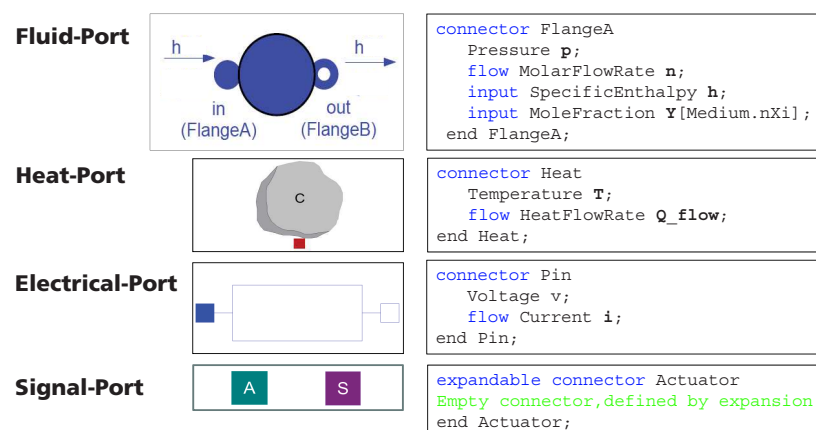 Fluid-Port
h
h
in
(FlangeA)
out
(FlangeB)
connector FlangeA
Pressure p;
flow MolarFlowRate n;
input SpecificEnthalpy h;
input MoleFraction Y[Medium.nXi];
end FlangeA;
Heat-Port
C
connector Heat
Temperature T;
flow HeatFlowRate Q_flow;
end Heat;
Electrical-Port
connector Pin
Voltage v;
flow Current i;
end Pin;
Signal-Port
A
S
expandable connector Actuator
Empty connector,defined by expansion
end Actuator;